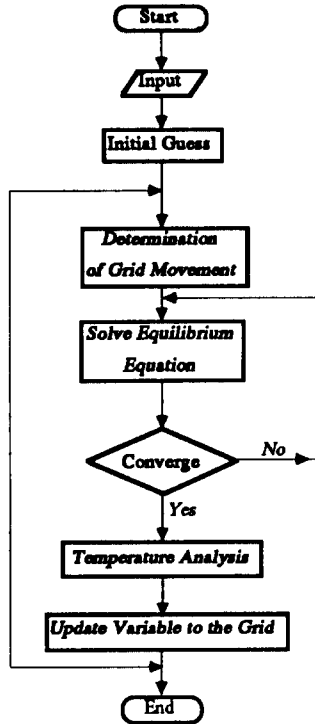 Start
Input
Initial Guess
Determination
of Grid Movement
Solve Equilibrium
Equation
Converge
No
Yes
Temperature Analysis
Update Variable to the Grid
End